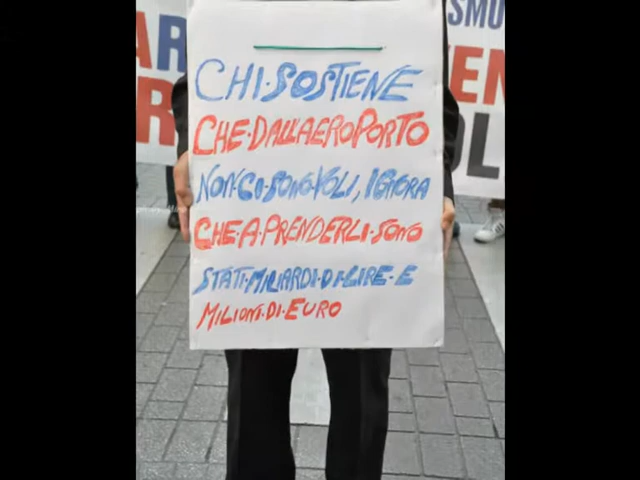 CHI·SOSTIENE
CHE·DALL'AEROPORTO
NON·CI·SONO·VOLI, IGNORA
CHE·A·PRENDERLI·SONO
STATI·MILIARDI·DI·LIRE·E
MILIONI·DI·EURO